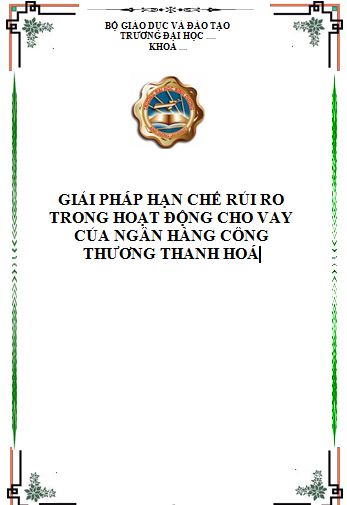 BỘ GIÁO DỤC VÀ ĐÀO TẠO
TRƯỜNG ĐẠI HỌC .....
KHOA ....
GIẢI PHÁP HẠN CHẾ RỦI RO
TRONG HOẠT ĐỘNG CHO VAY
CỦA NGÂN HÀNG CÔNG
THƯƠNG THANH HOÁ